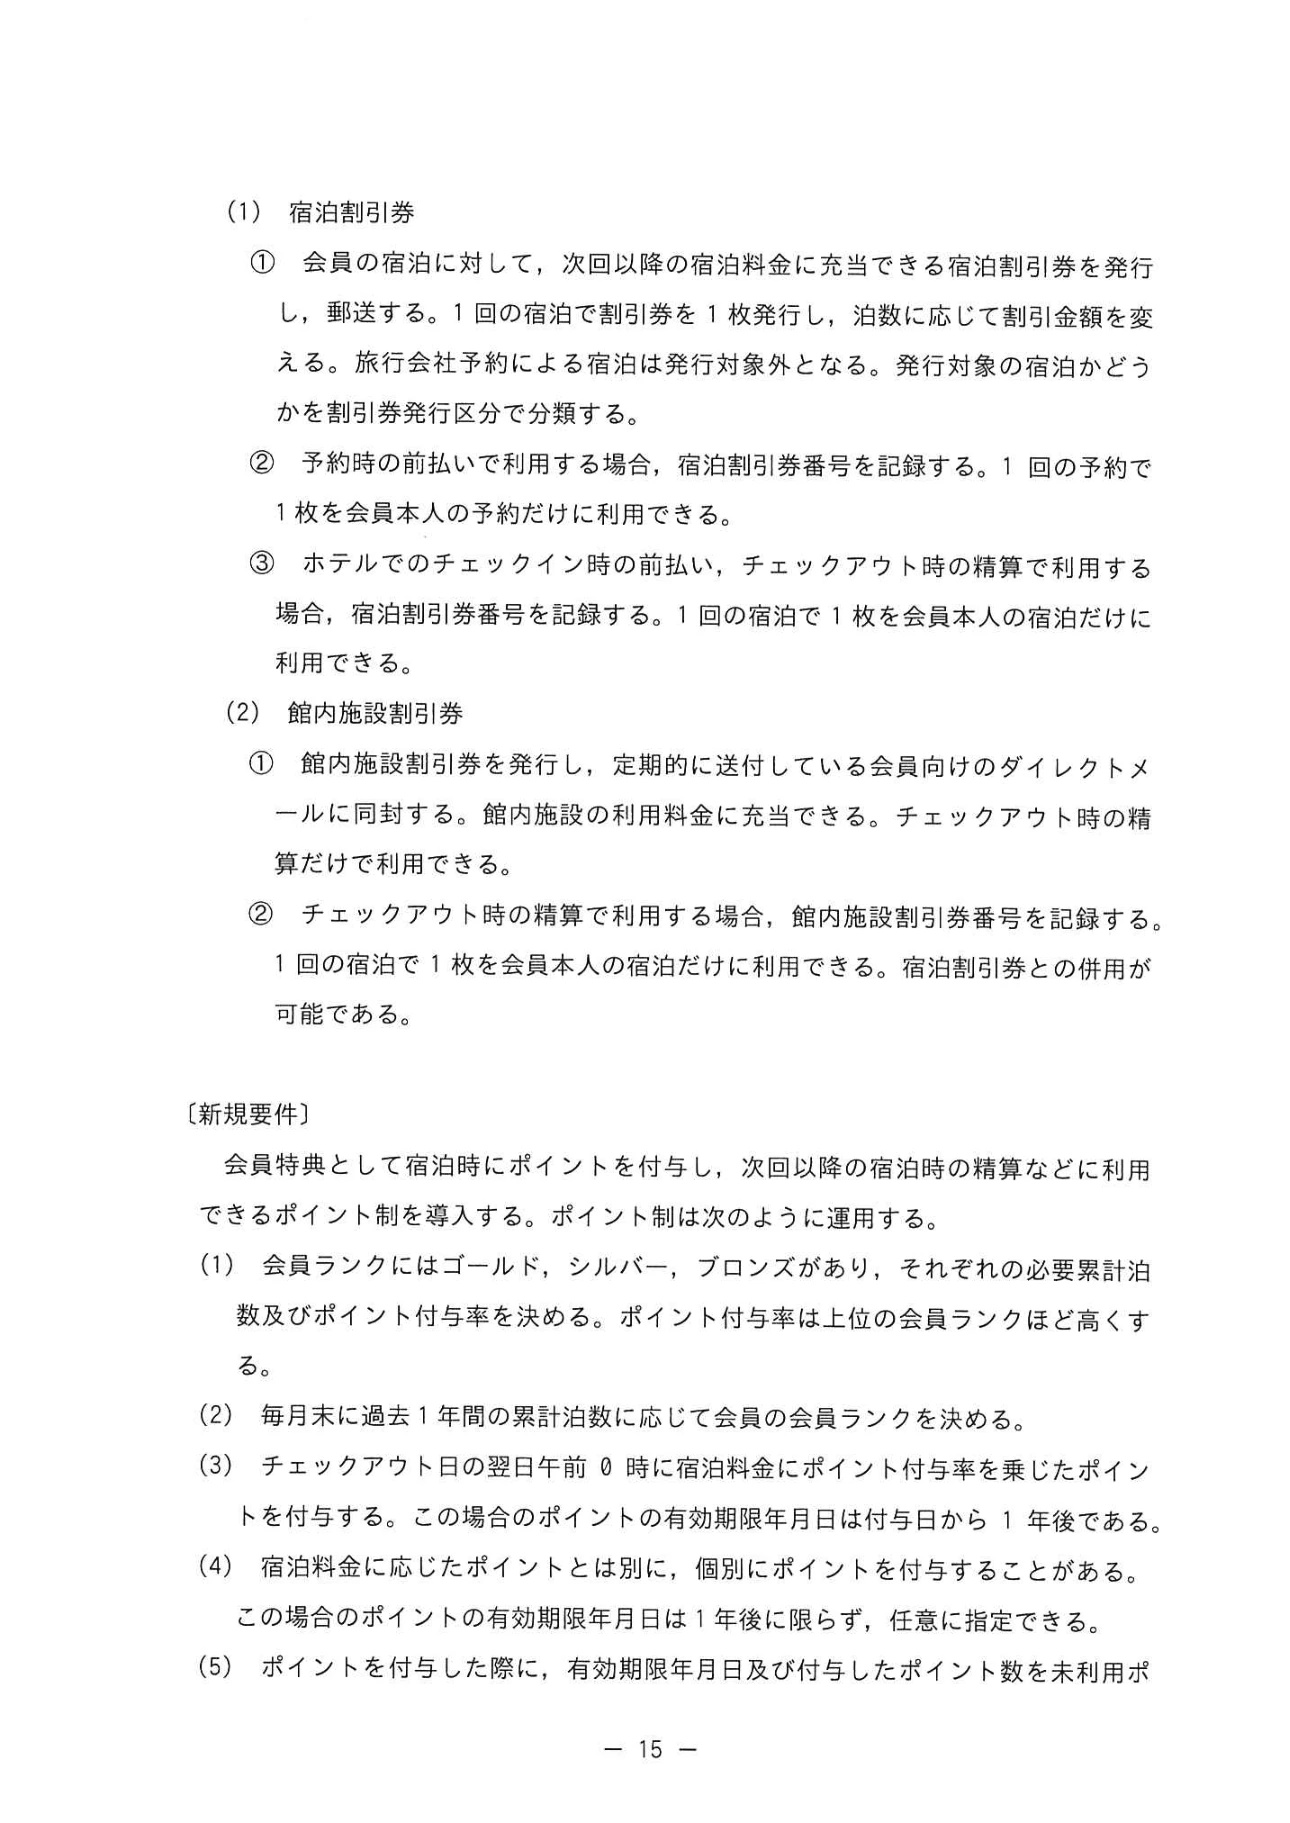 (1) 宿泊割引券
① 会員の宿泊に対して，次回以降の宿泊料金に充当できる宿泊割引券を発行
し，郵送する。1 回の宿泊で割引券を 1 枚発行し，泊数に応じて割引金額を変
える。旅行会社予約による宿泊は発行対象外となる。発行対象の宿泊かどう
かを割引券発行区分で分類する。
② 予約時の前払いで利用する場合，宿泊割引券番号を記録する。1 回の予約で
1 枚を会員本人の予約だけに利用できる。
③ ホテルでのチェックイン時の前払い，チェックアウト時の精算で利用する
場合，宿泊割引券番号を記録する。1 回の宿泊で 1 枚を会員本人の宿泊だけに
利用できる。
(2) 館内施設割引券
① 館内施設割引券を発行し，定期的に送付している会員向けのダイレクトメ
ールに同封する。館内施設の利用料金に充当できる。チェックアウト時の精
算だけで利用できる。
② チェックアウト時の精算で利用する場合，館内施設割引券番号を記録する。
1 回の宿泊で 1 枚を会員本人の宿泊だけに利用できる。宿泊割引券との併用が
可能である。
〔新規要件〕
会員特典として宿泊時にポイントを付与し，次回以降の宿泊時の精算などに利用
できるポイント制を導入する。ポイント制は次のように運用する。
(1) 会員ランクにはゴールド，シルバー，ブロンズがあり，それぞれの必要累計泊
数及びポイント付与率を決める。ポイント付与率は上位の会員ランクほど高くす
る。
(2) 毎月末に過去 1 年間の累計泊数に応じて会員の会員ランクを決める。
(3) チェックアウト日の翌日午前 0 時に宿泊料金にポイント付与率を乗じたポイン
トを付与する。この場合のポイントの有効期限年月日は付与日から 1 年後である。
(4) 宿泊料金に応じたポイントとは別に，個別にポイントを付与することがある。
この場合のポイントの有効期限年月日は 1 年後に限らず，任意に指定できる。
(5) ポイントを付与した際に，有効期限年月日及び付与したポイント数を未利用ポ
― 15 ―